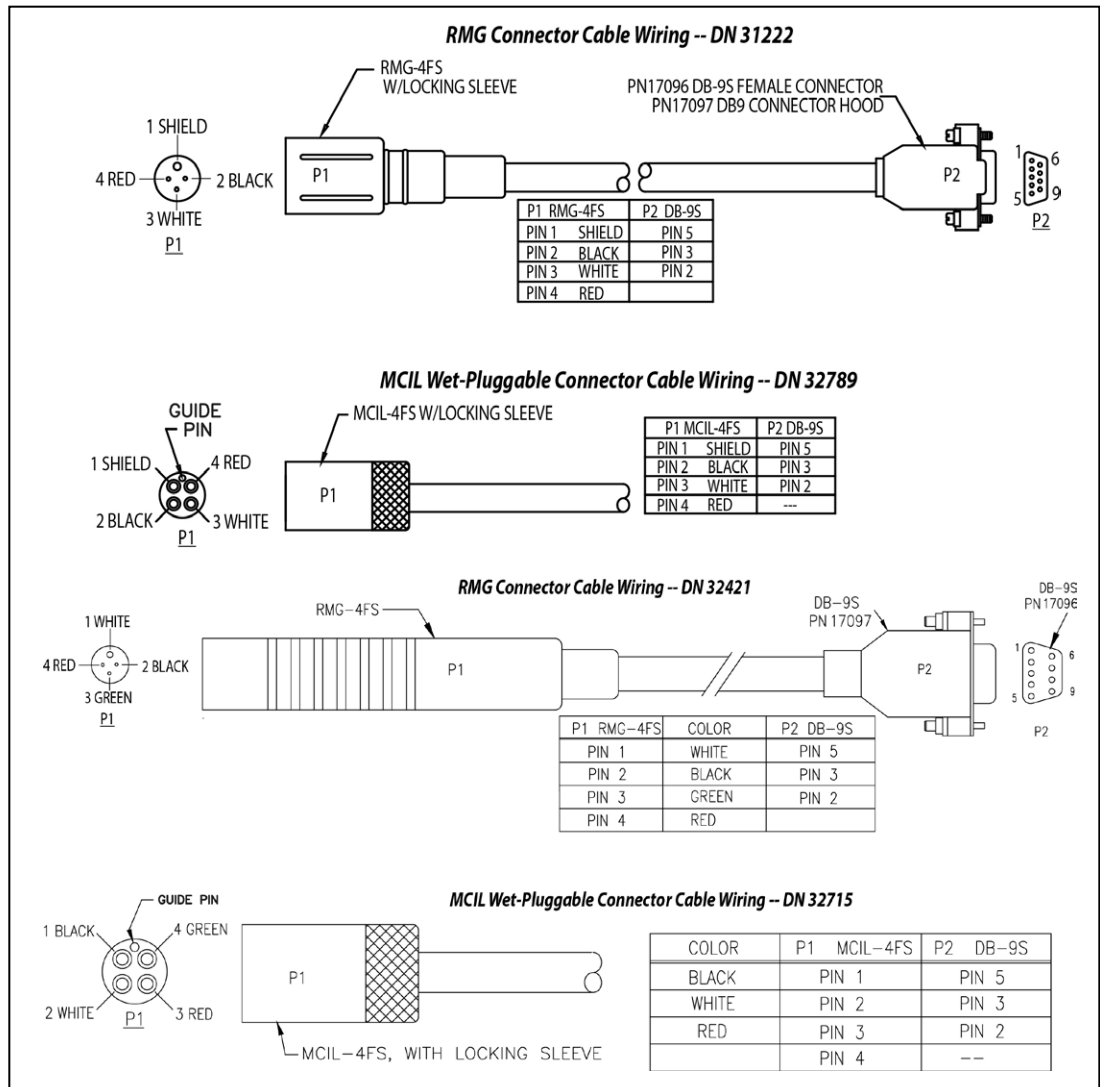 RMG Connector Cable Wiring -- DN 31222
RMG-4FS
W/LOCKING SLEEVE
PN17096 DB-9S FEMALE CONNECTOR
PN17097 DB9 CONNECTOR HOOD
1 SHIELD
4 RED
2 BLACK
3 WHITE
P1
P1
P2
1
6
5
9
P2
P1 RMG-4FS P2 DB-9S
PIN 1 SHIELD PIN 5
PIN 2 BLACK PIN 3
PIN 3 WHITE PIN 2
PIN 4 RED
MCIL Wet-Pluggable Connector Cable Wiring -- DN 32789
GUIDE
PIN
MCIL-4FS W/LOCKING SLEEVE
1 SHIELD
4 RED
2 BLACK
3 WHITE
P1
P1
P1 MCIL-4FS P2 DB-9S
PIN 1 SHIELD PIN 5
PIN 2 BLACK PIN 3
PIN 3 WHITE PIN 2
PIN 4 RED ---
RMG Connector Cable Wiring -- DN 32421
RMG-4FS
DB-9S
PN 17097
DB-9S
PN 17096
1 WHITE
4 RED
2 BLACK
3 GREEN
P1
P1
P2
1
6
5
9
P2
P1 RMG-4FS COLOR P2 DB-9S
PIN 1 WHITE PIN 5
PIN 2 BLACK PIN 3
PIN 3 GREEN PIN 2
PIN 4 RED
MCIL Wet-Pluggable Connector Cable Wiring -- DN 32715
GUIDE PIN
1 BLACK
4 GREEN
2 WHITE
3 RED
P1
P1
MCIL-4FS, WITH LOCKING SLEEVE
COLOR P1 MCIL-4FS P2 DB-9S
BLACK PIN 1 PIN 5
WHITE PIN 2 PIN 3
RED PIN 3 PIN 2
PIN 4 --